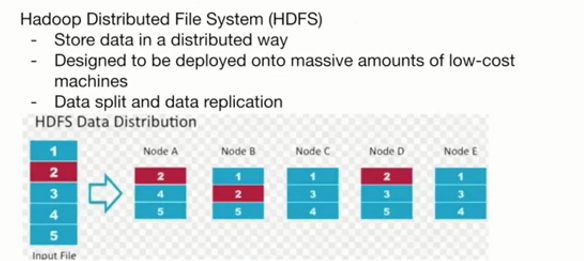 Hadoop Distributed File System (HDFS)
- Store data in a distributed way
- Designed to be deployed onto massive amounts of low-cost
machines
- Data split and data replication
HDFS Data Distribution
Node A Node B Node C Node D Node E
1
2
3
4
5
2 1 1 2 1
4 2 3 3 3
5 5 4 5 4
Input File